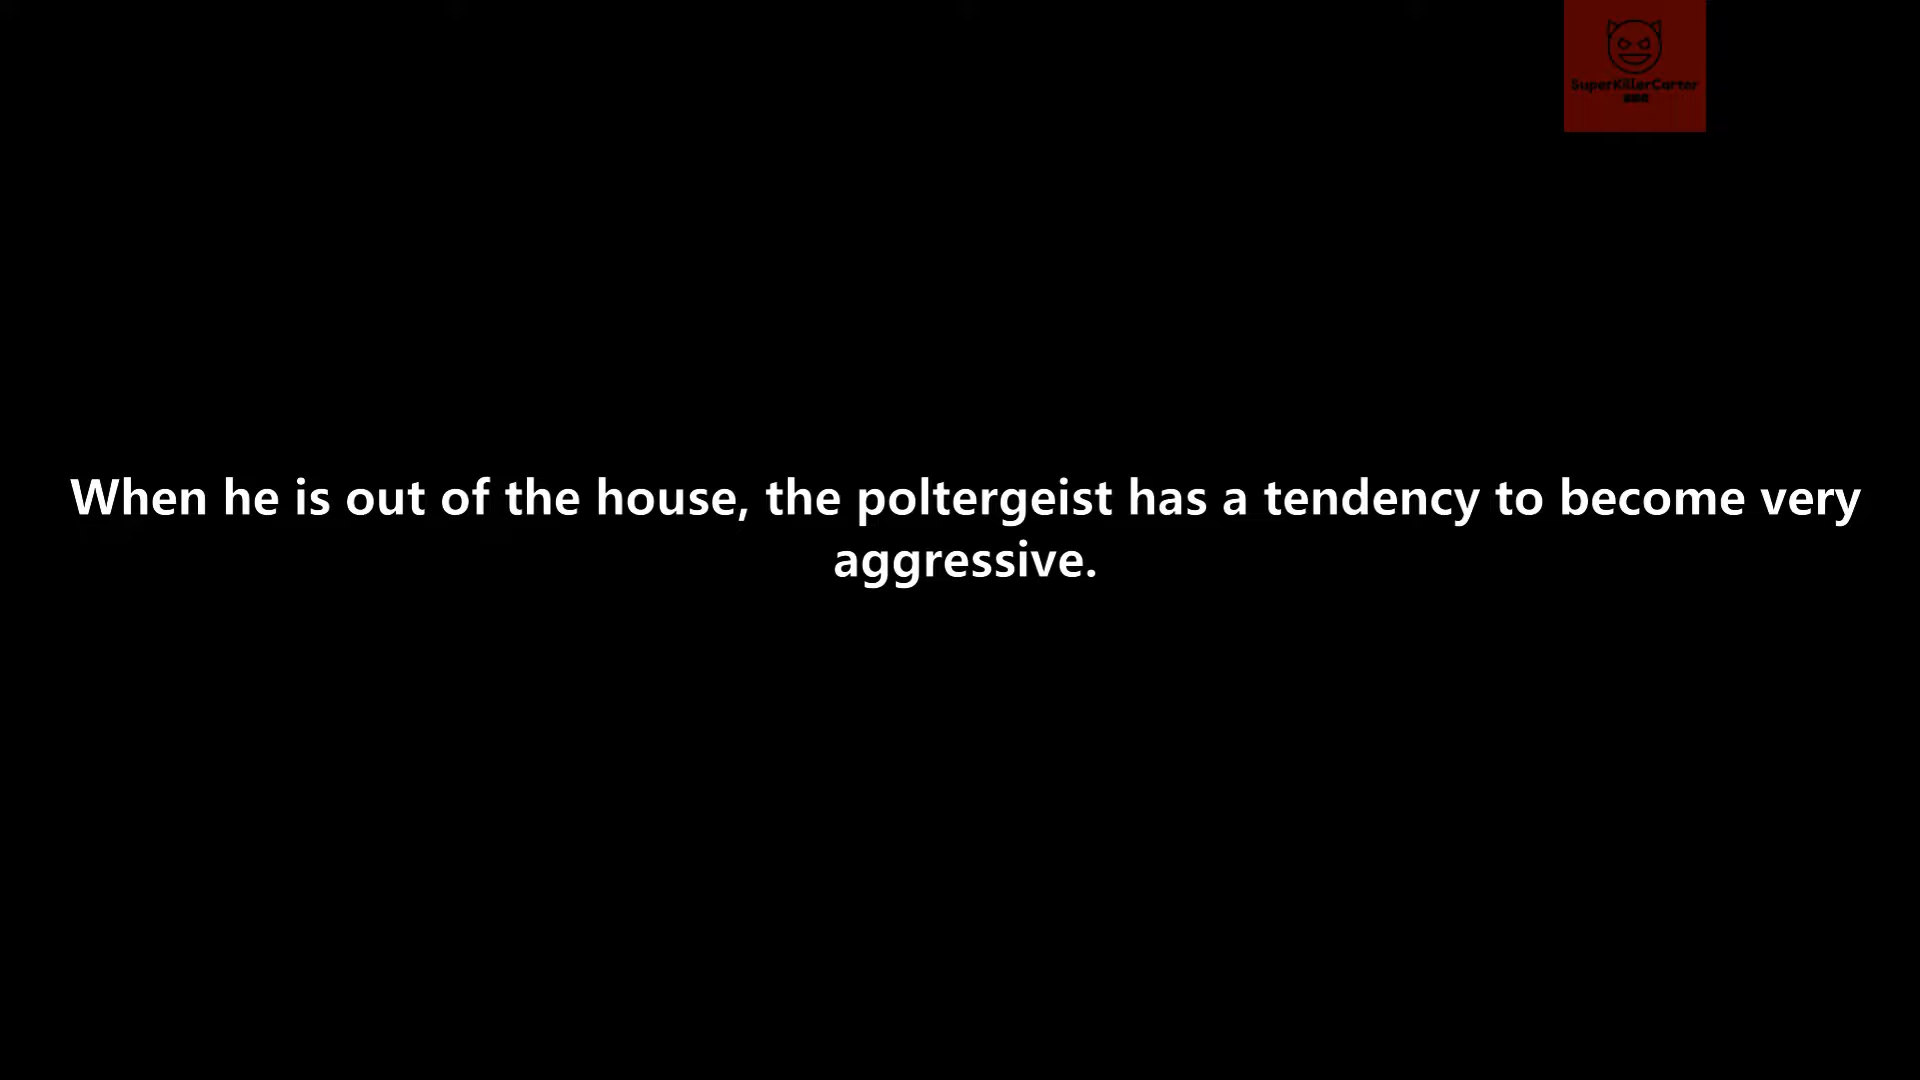 SuperKillerCarter
When he is out of the house, the poltergeist has a tendency to become very
aggressive.